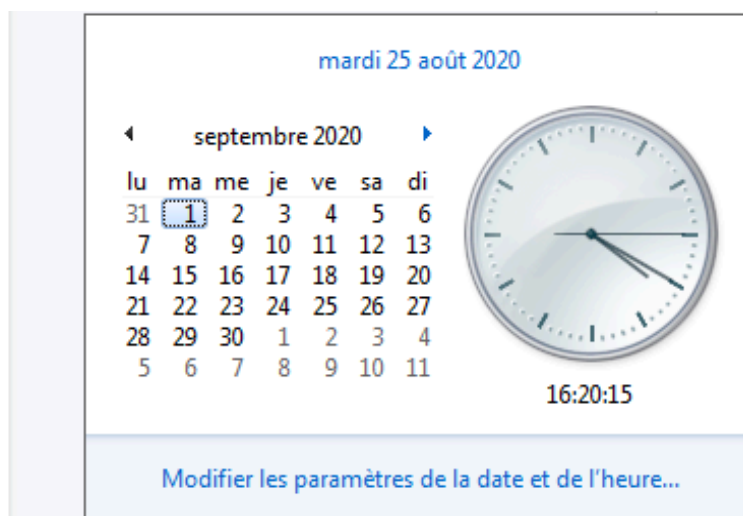 mardi 25 août 2020
septembre 2020
lu ma me je ve sa di
31 1 2 3 4 5 6
7 8 9 10 11 12 13
14 15 16 17 18 19 20
21 22 23 24 25 26 27
28 29 30 1 2 3 4
5 6 7 8 9 10 11
16:20:15
Modifier les paramètres de la date et de l'heure...